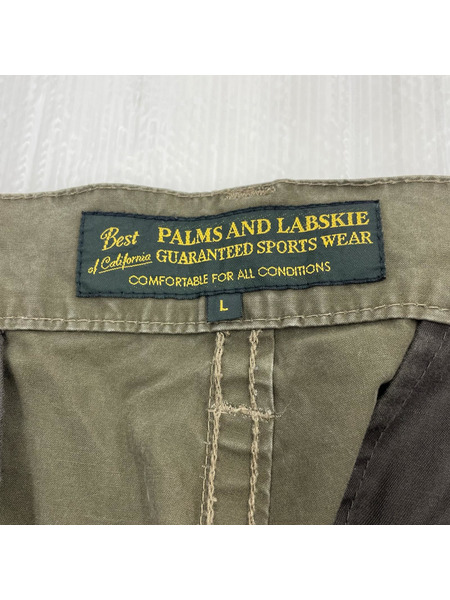 Best
of California
PALMS AND LABSKIE
GUARANTEED SPORTS WEAR
COMFORTABLE FOR ALL CONDITIONS
L